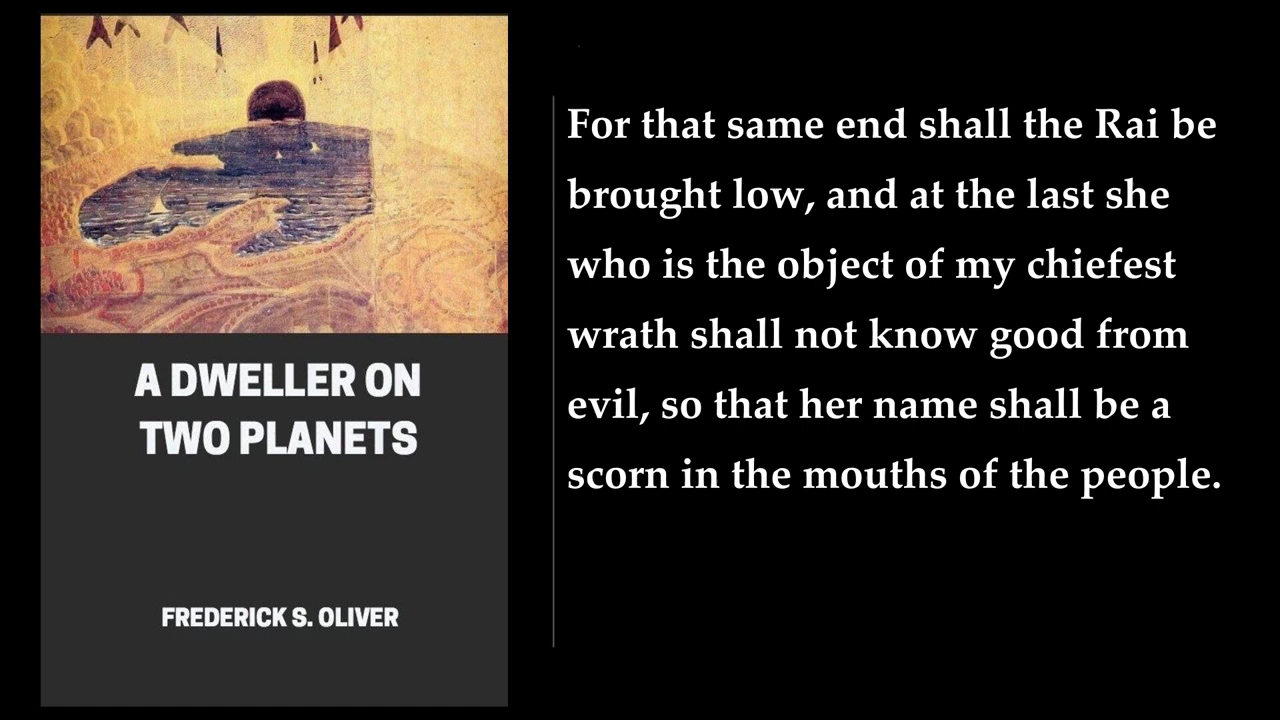 A DWELLER ON
TWO PLANETS
FREDERICK S. OLIVER
For that same end shall the Rai be
brought low, and at the last she
who is the object of my chiefest
wrath shall not know good from
evil, so that her name shall be a
scorn in the mouths of the people.